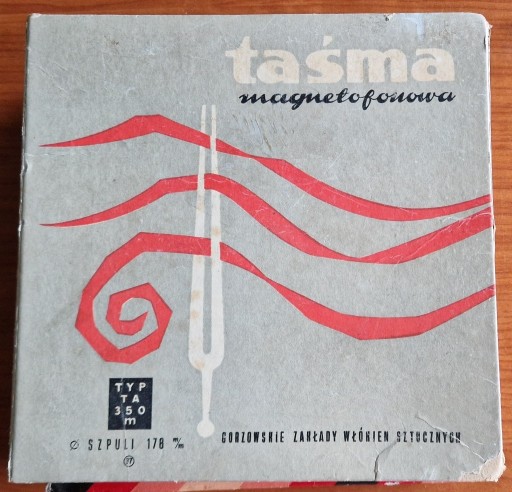 taśma
magnetofonowa
TYP
TA
350
m
Ø SZPULI 178 m/m
GORZOWSKIE ZAKŁADY WŁÓKIEN SZTUCZNYCH